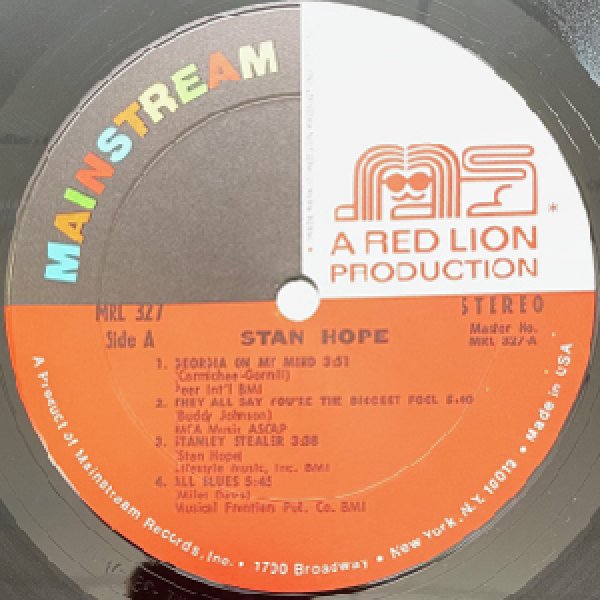 MAINSTREAM
A RED LION
PRODUCTION
MRL 327
STEREO
Side A
STAN HOPE
Master No.
MRL 327-A
1. GEORGIA ON MY MIND 3:51
(Carmichael-Gorrell)
Peer Int'l BMI
2. THEY ALL SAY YOU'RE THE BIGGEST FOOL 5:40
(Buddy Johnson)
MCA Music ASCAP
3. STANLEY STEALER 3:38
(Stan Hope)
Lifestyle Music, Inc. BMI
4. ALL BLUES 5:45
(Miles Davis)
Musical Frontien Pub. Co. BMI
A Product of Mainstream Records, Inc. • 1700 Broadway • New York, N.Y. 10019 • Made in USA